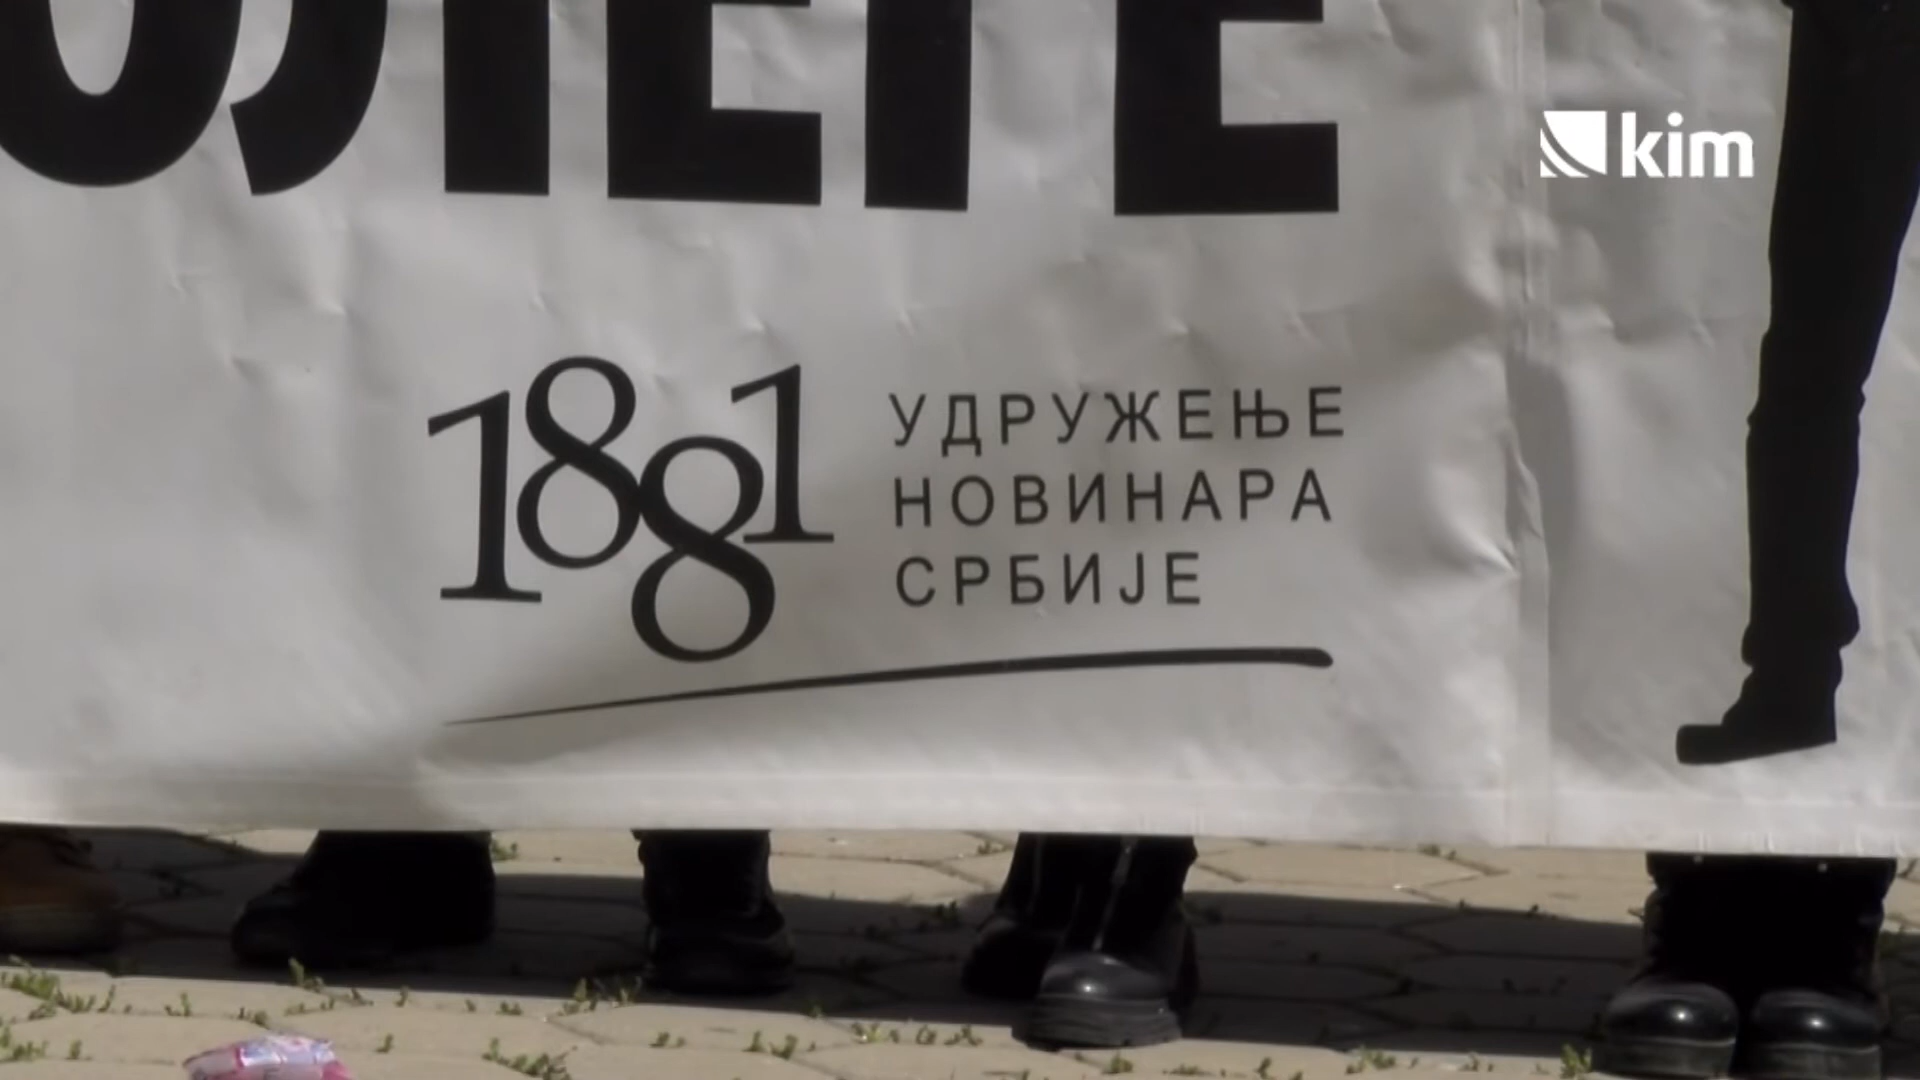 ОЛЕГЕ
kim
1881
УДРУЖЕЊЕ
НОВИНАРА
СРБИЈЕ